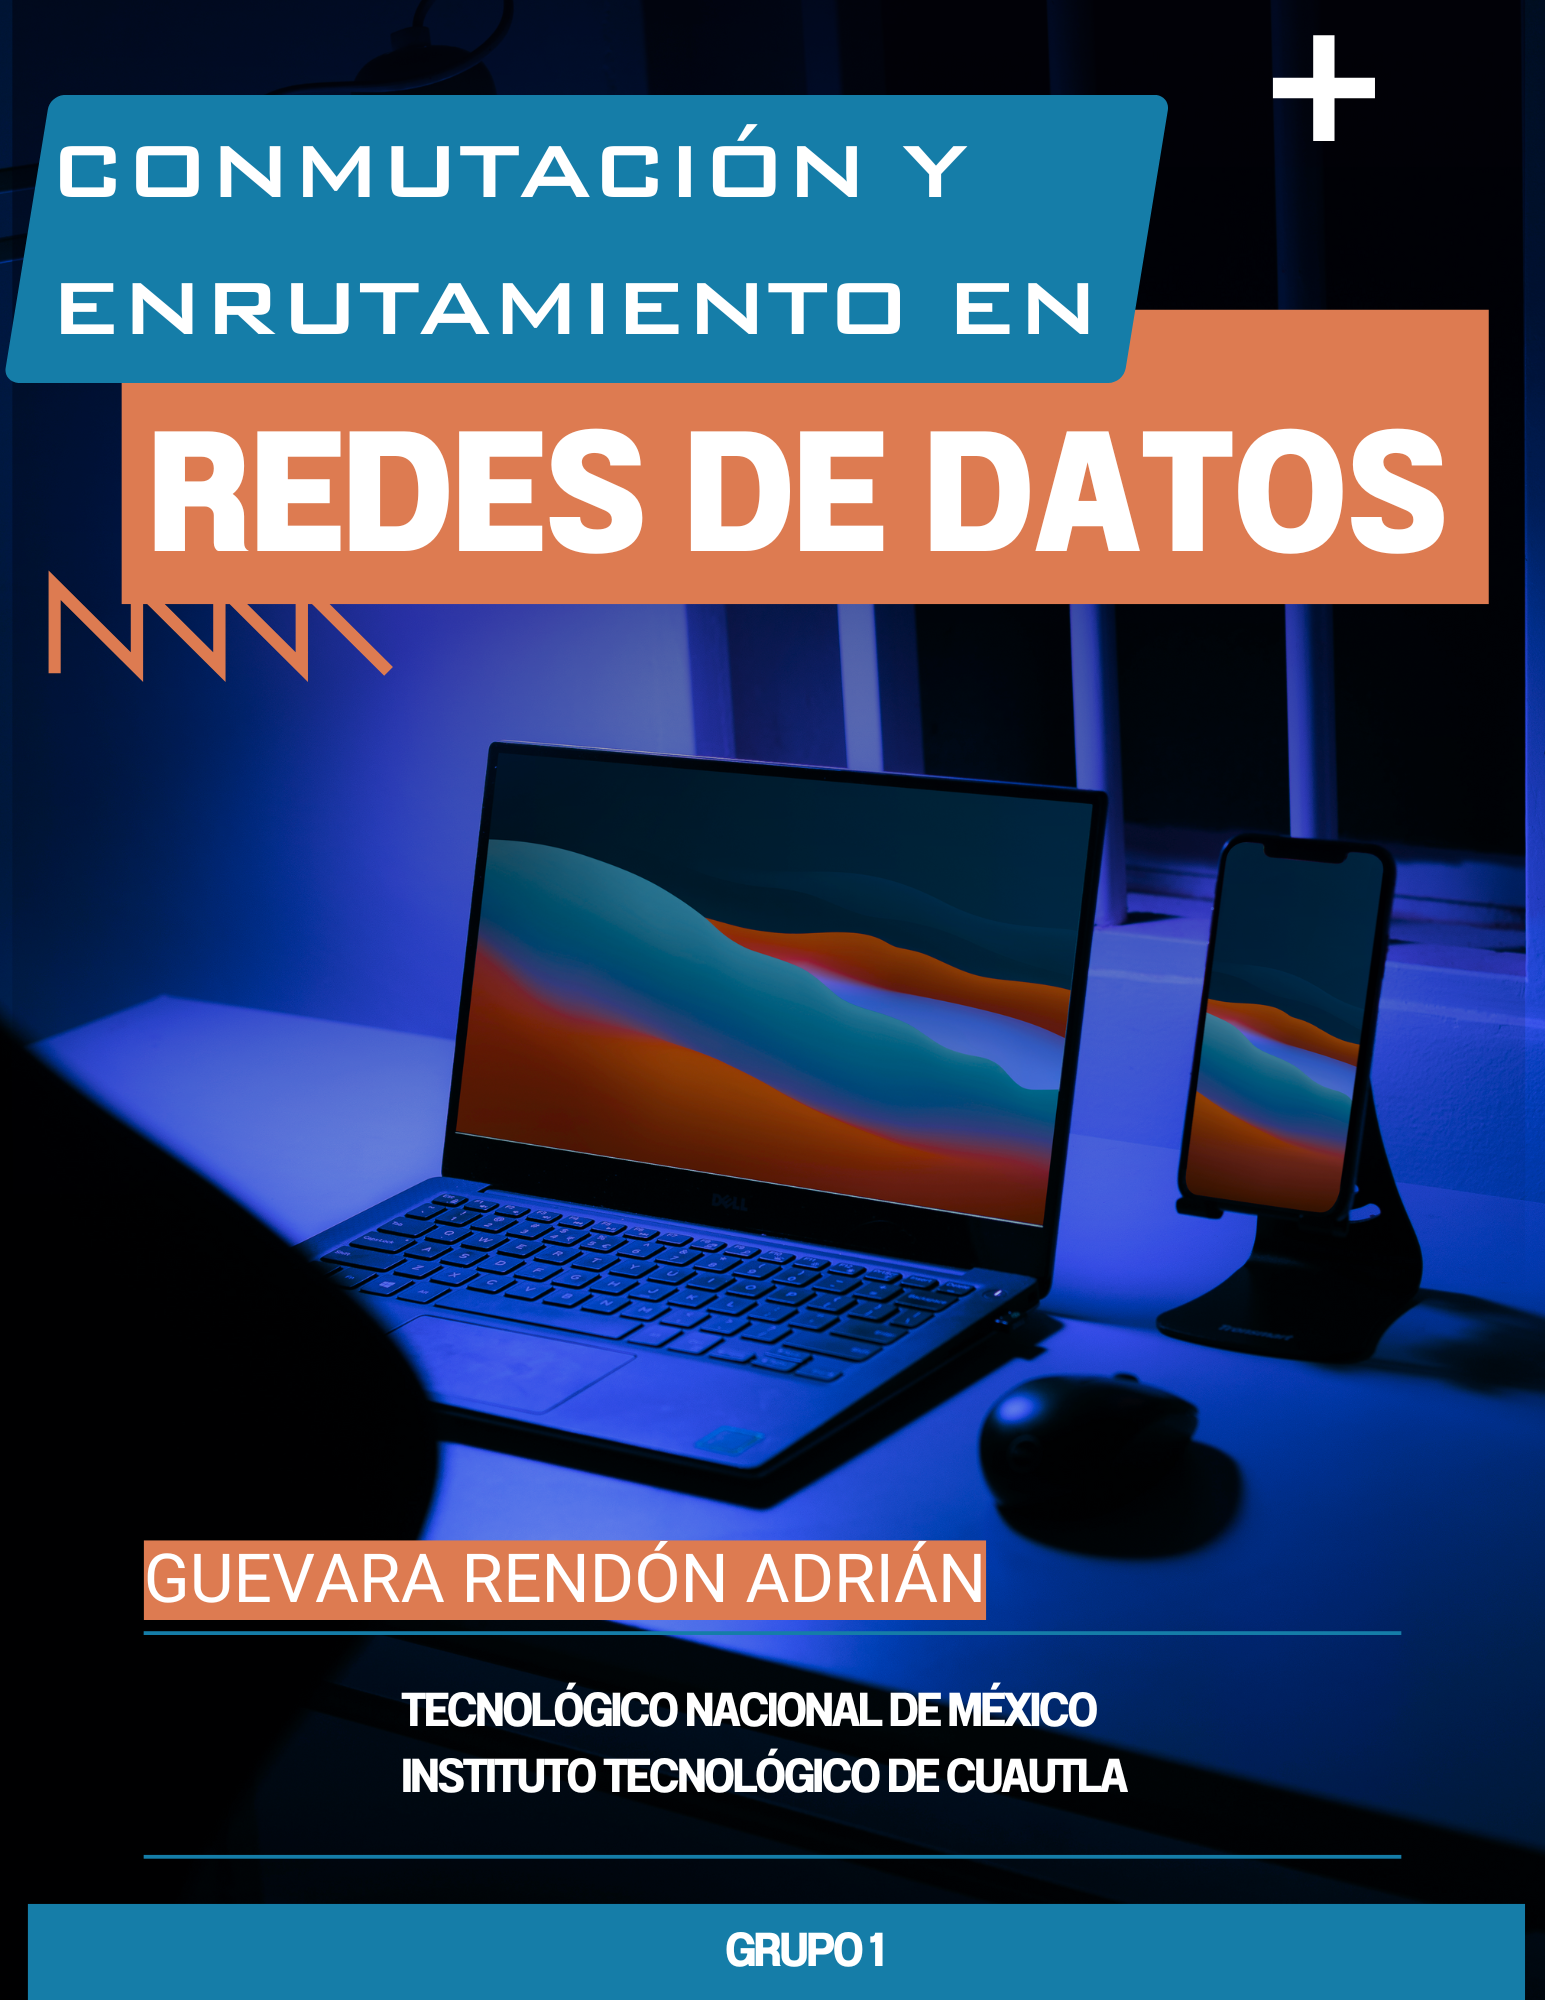 CONMUTACIÓN Y
ENRUTAMIENTO EN
REDES DE DATOS
DELL
GUEVARA RENDÓN ADRIÁN
TECNOLÓGICO NACIONAL DE MÉXICO
INSTITUTO TECNOLÓGICO DE CUAUTLA
GRUPO 1